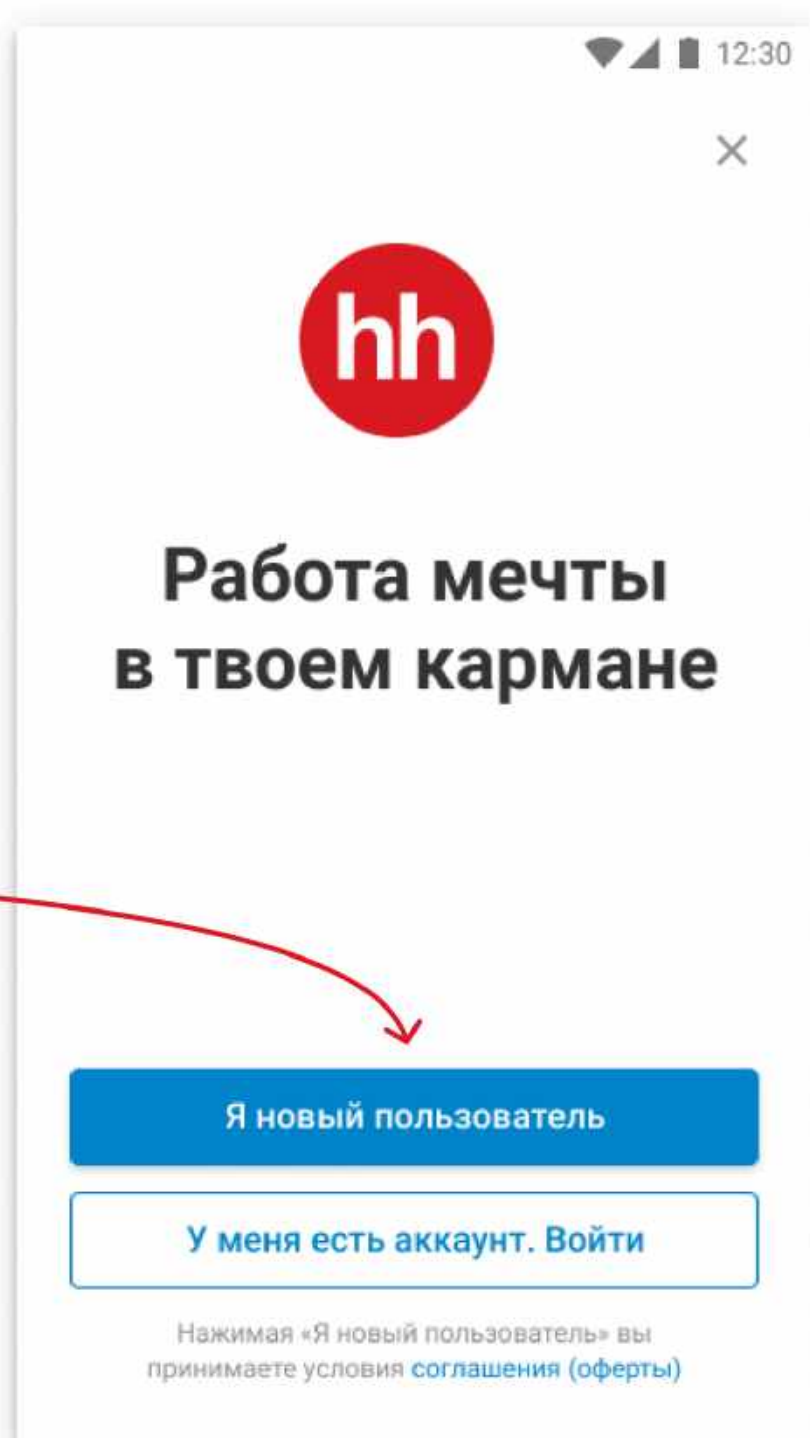 12:30
hh
Работа мечты
в твоем кармане
Я новый пользователь
У меня есть аккаунт. Войти
Нажимая «Я новый пользователь» вы
принимаете условия соглашения (оферты)